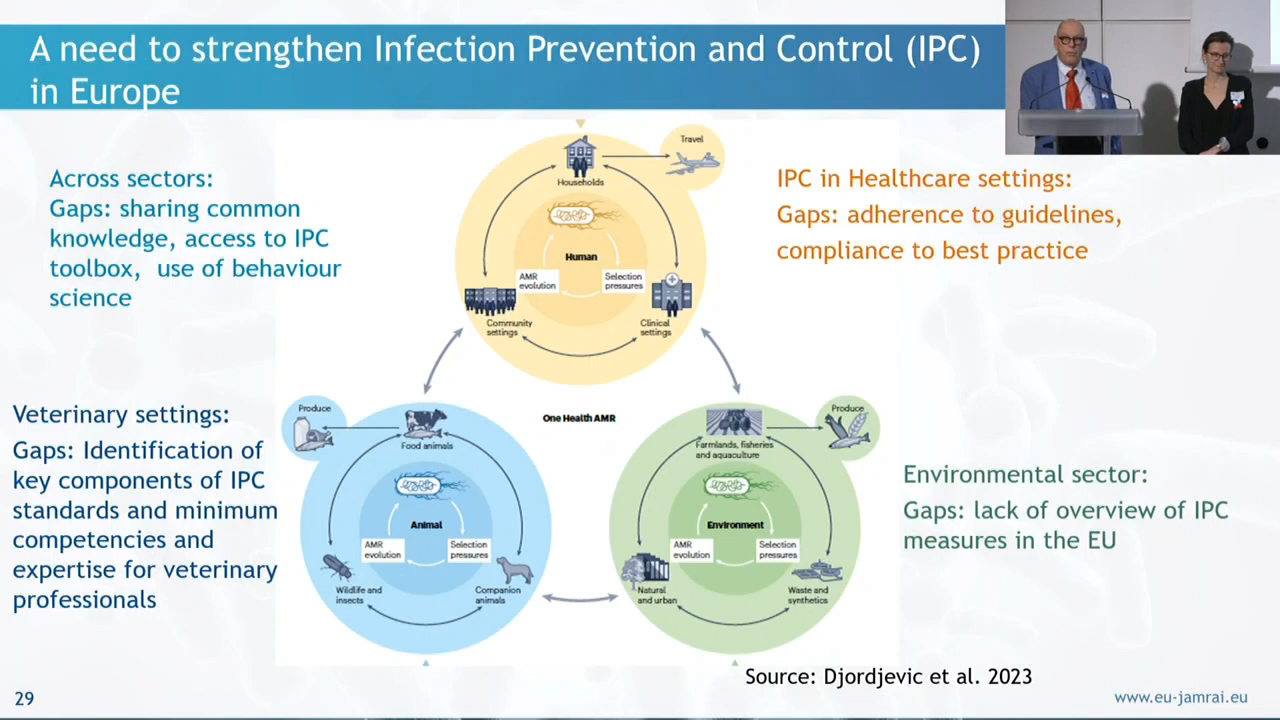 A need to strengthen Infection Prevention and Control (IPC)
in Europe
Across sectors:
Gaps: sharing common
knowledge, access to IPC
toolbox, use of behaviour
science
IPC in Healthcare settings:
Gaps: adherence to guidelines,
compliance to best practice
Travel
Households
Human
AMR
evolution
Selection
pressures
Community
settings
Clinical
settings
Veterinary settings:
Gaps: Identification of
key components of IPC
standards and minimum
competencies and
expertise for veterinary
professionals
One Health AMR
Produce
Food animals
Animal
AMR
evolution
Selection
pressures
Wildlife and
insects
Companion
animals
Farmlands, fisheries
and aquaculture
Produce
Environment
AMR
evolution
Selection
pressures
Natural
and urban
Waste and
synthetics
Environmental sector:
Gaps: lack of overview of IPC
measures in the EU
Source: Djordjevic et al. 2023
29
www.eu-jamrai.eu